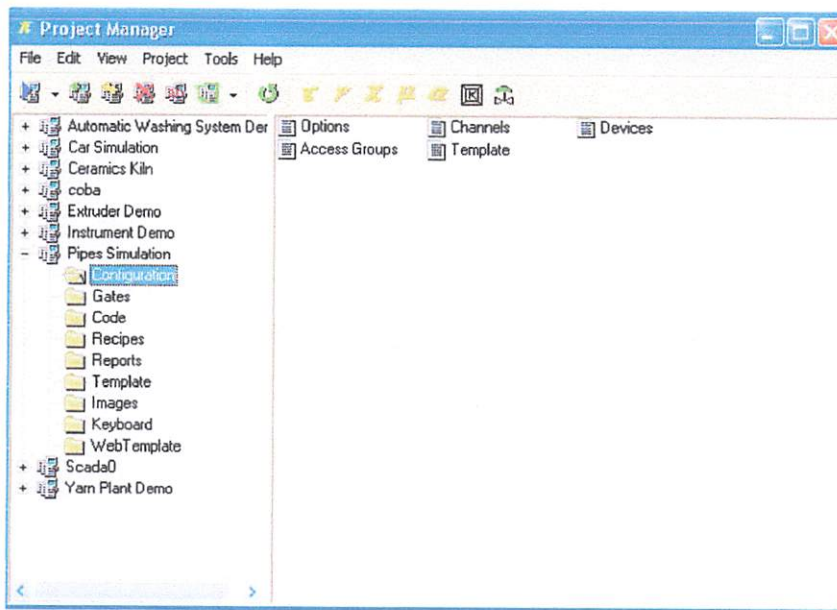 Project Manager
File Edit View Project Tools Help
+ Automatic Washing System Der
+ Car Simulation
+ Ceramics Kiln
+ coba
+ Extruder Demo
+ Instrument Demo
- Pipes Simulation
Configuration
Gates
Code
Recipes
Reports
Template
Images
Keyboard
WebTemplate
+ Scada0
+ Yarn Plant Demo
Options Channels Devices
Access Groups Template